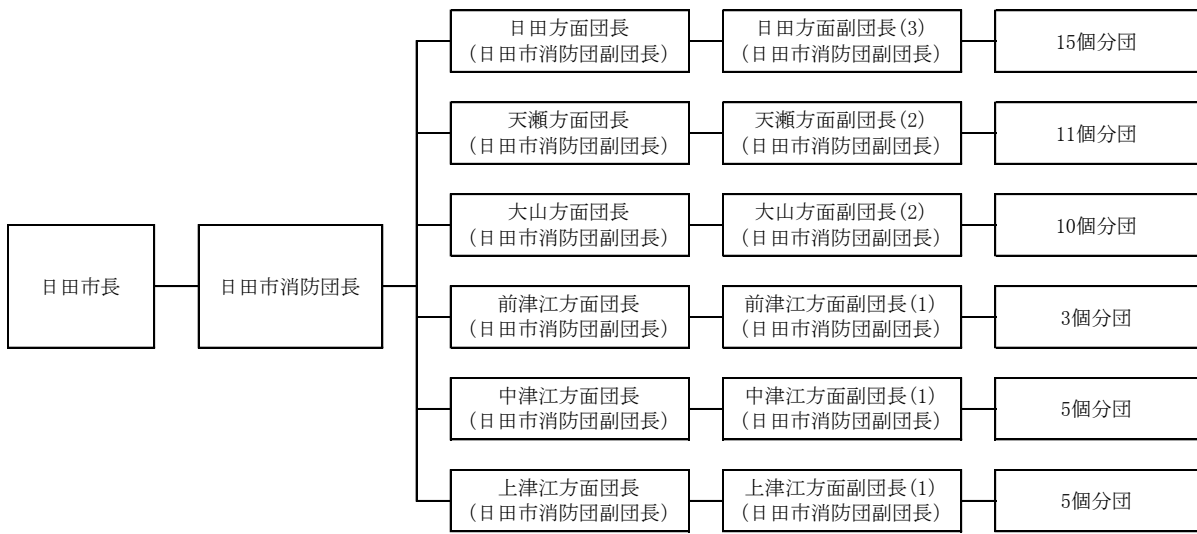 日田市長
日田市消防団長
日田方面団長
(日田市消防団副団長)
日田方面副団長(3)
(日田市消防団副団長)
15個分団
天瀬方面団長
(日田市消防団副団長)
天瀬方面副団長(2)
(日田市消防団副団長)
11個分団
大山方面団長
(日田市消防団副団長)
大山方面副団長(2)
(日田市消防団副団長)
10個分団
前津江方面団長
(日田市消防団副団長)
前津江方面副団長(1)
(日田市消防団副団長)
3個分団
中津江方面団長
(日田市消防団副団長)
中津江方面副団長(1)
(日田市消防団副団長)
5個分団
上津江方面団長
(日田市消防団副団長)
上津江方面副団長(1)
(日田市消防団副団長)
5個分団